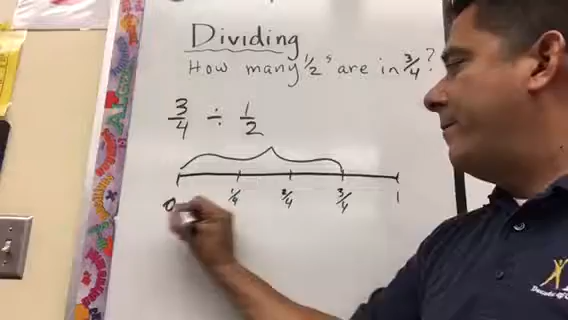 Dividing
How many 1/2's are in 3/4?
3/4 ÷ 1/2
0 1/4 2/4 3/4 1